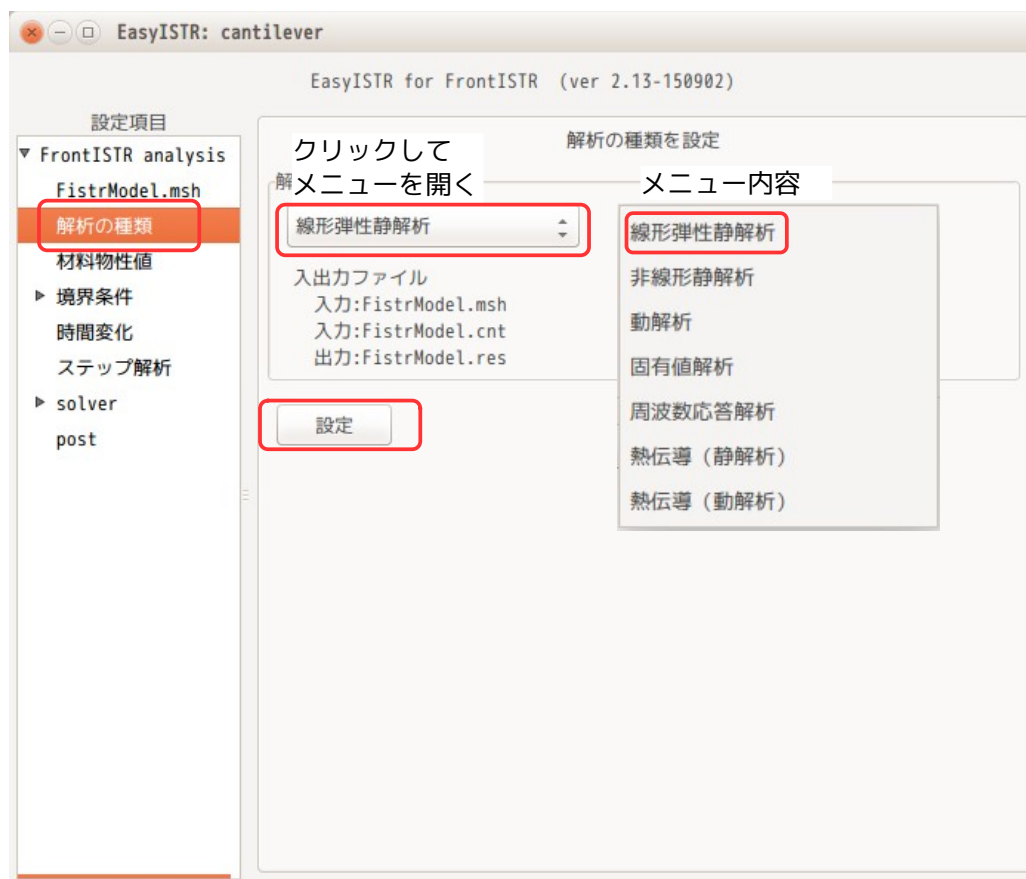 EasyISTR: cantilever
EasyISTR for FrontISTR (ver 2.13-150902)
設定項目
FrontISTR analysis
FistrModel.msh
解析の種類
材料物性値
境界条件
時間変化
ステップ解析
solver
post
解析の種類を設定
クリックして
メニューを開く
解
線形弾性静解析
入出力ファイル
入力:FistrModel.msh
入力:FistrModel.cnt
出力:FistrModel.res
設定
メニュー内容
線形弾性静解析
非線形静解析
動解析
固有値解析
周波数応答解析
熱伝導（静解析）
熱伝導（動解析）